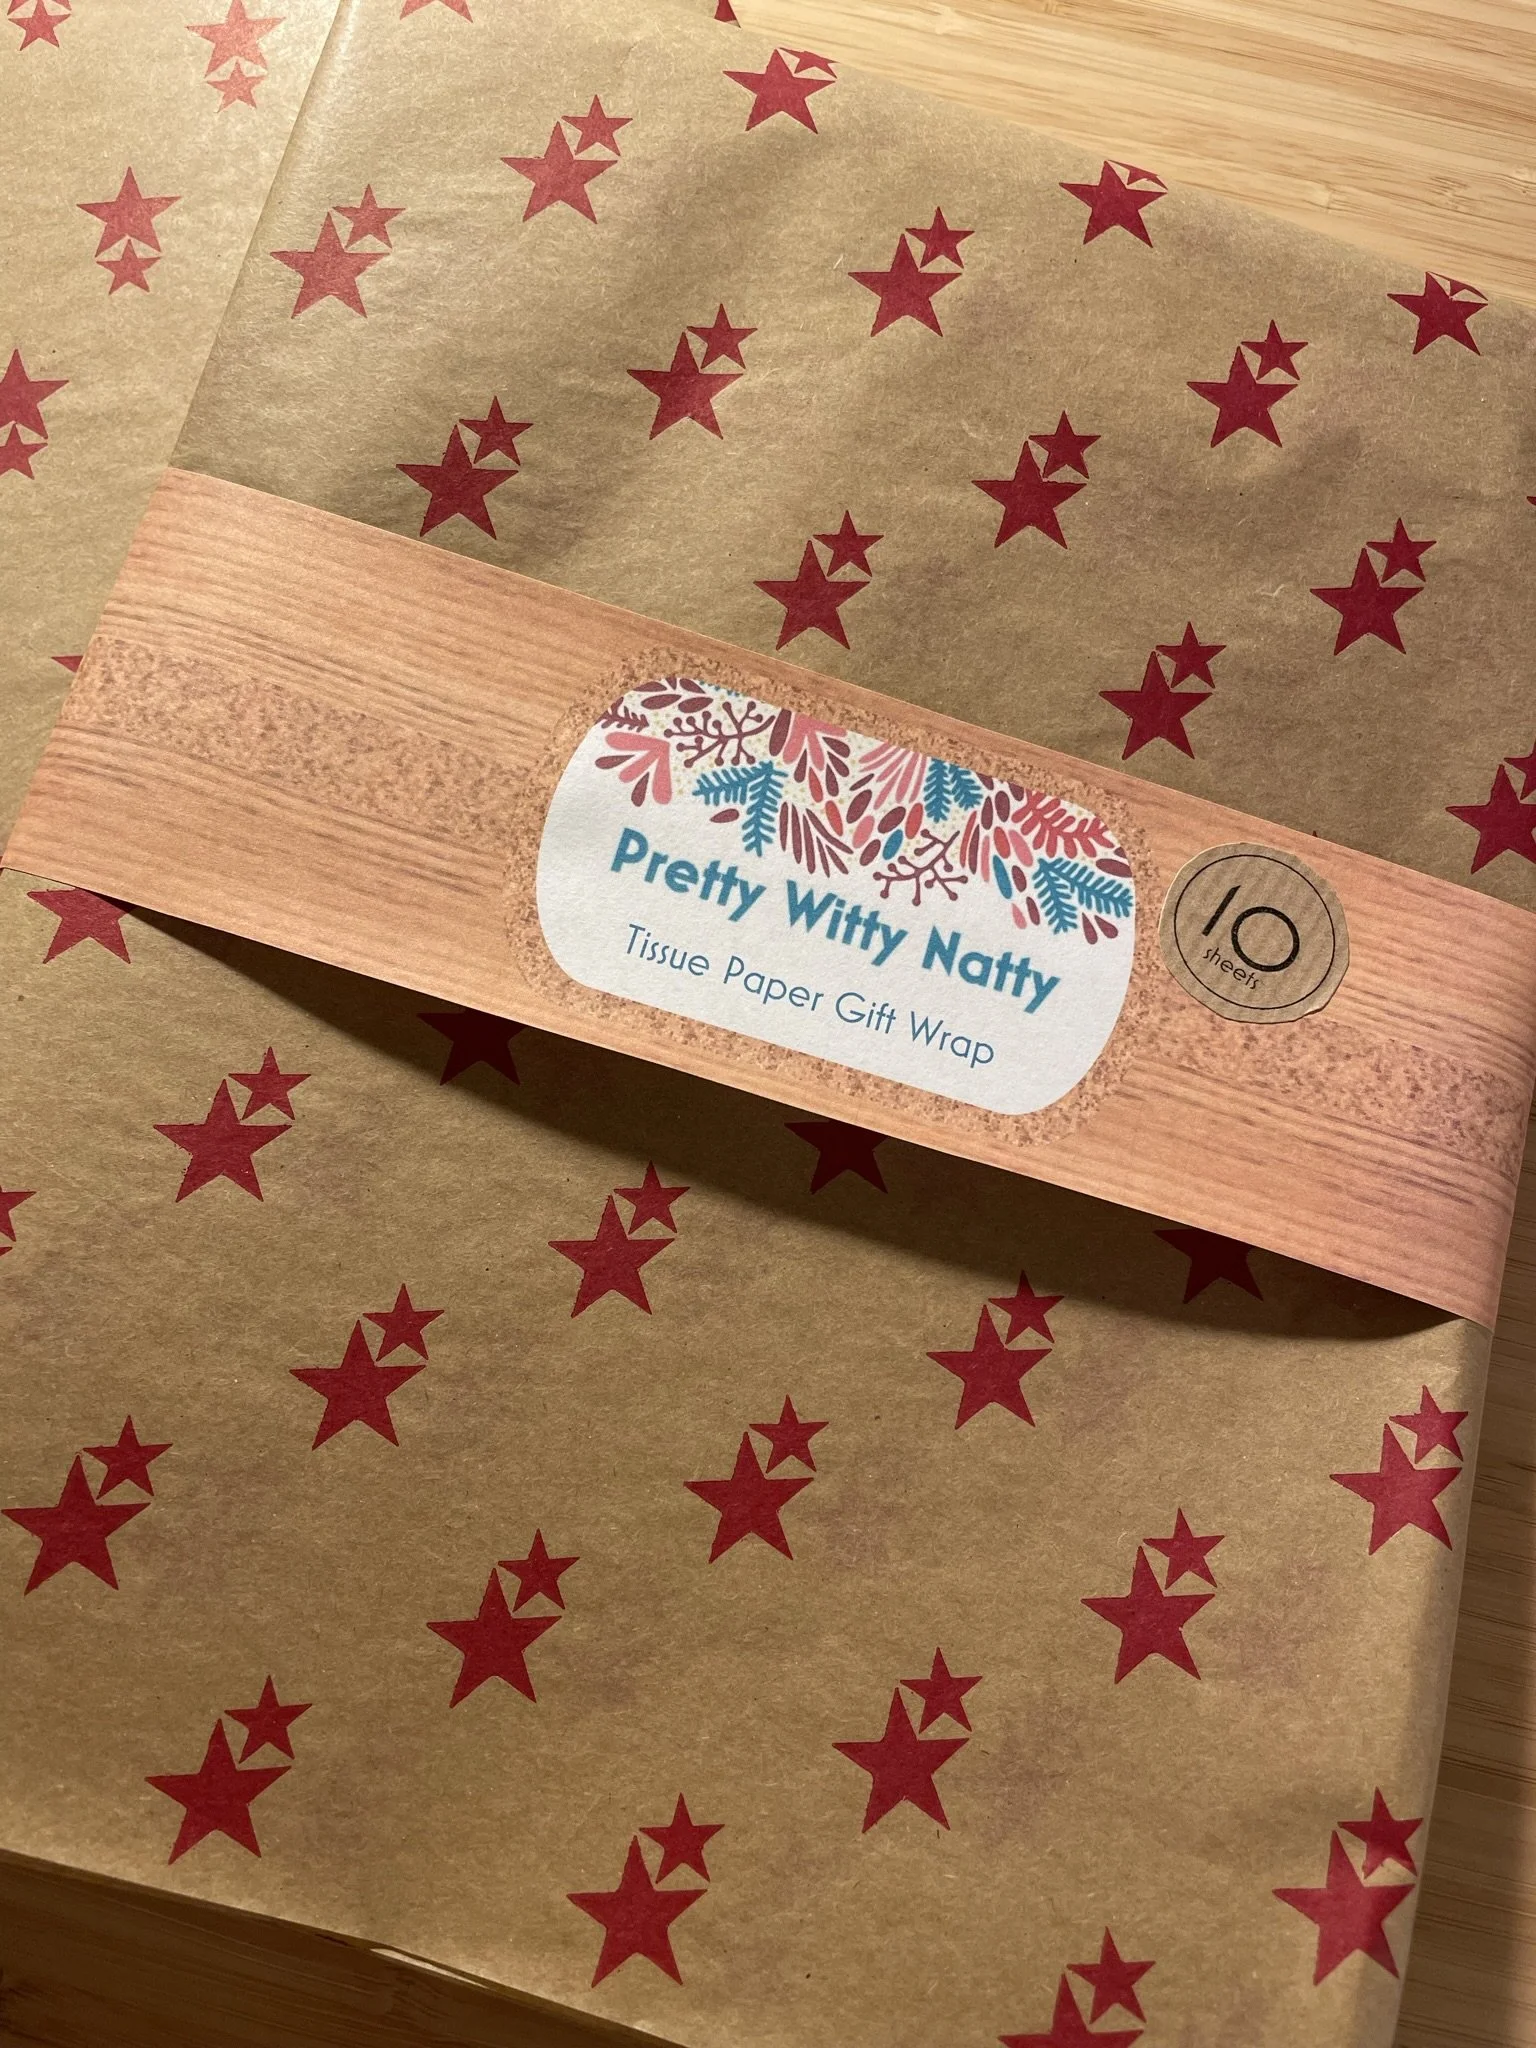 Pretty Witty Natty
Tissue Paper Gift Wrap
10
sheets